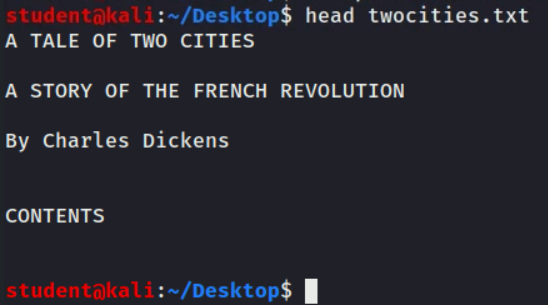 student@kali:~/Desktop$ head twocities.txt
A TALE OF TWO CITIES
A STORY OF THE FRENCH REVOLUTION
By Charles Dickens
CONTENTS
student@kali:~/Desktop$